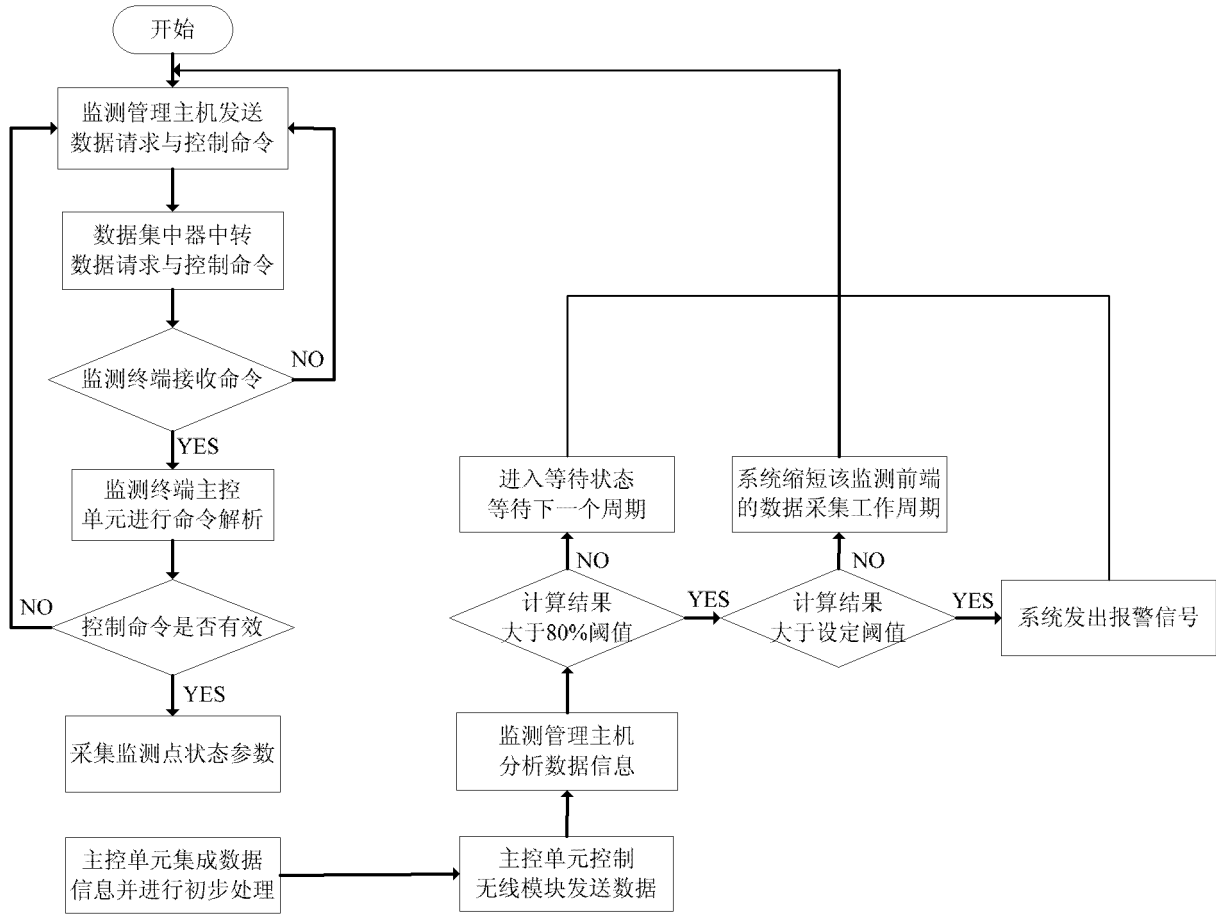 开始
监测管理主机发送
数据请求与控制命令
数据集中器中转
数据请求与控制命令
监测终端接收命令
NO
YES
监测终端主控
单元进行命令解析
控制命令是否有效
NO
YES
采集监测点状态参数
主控单元集成数据
信息并进行初步处理
主控单元控制
无线模块发送数据
监测管理主机
分析数据信息
计算结果
大于80%阈值
NO
YES
进入等待状态
等待下一个周期
计算结果
大于设定阈值
NO
YES
系统缩短该监测前端
的数据采集工作周期
系统发出报警信号